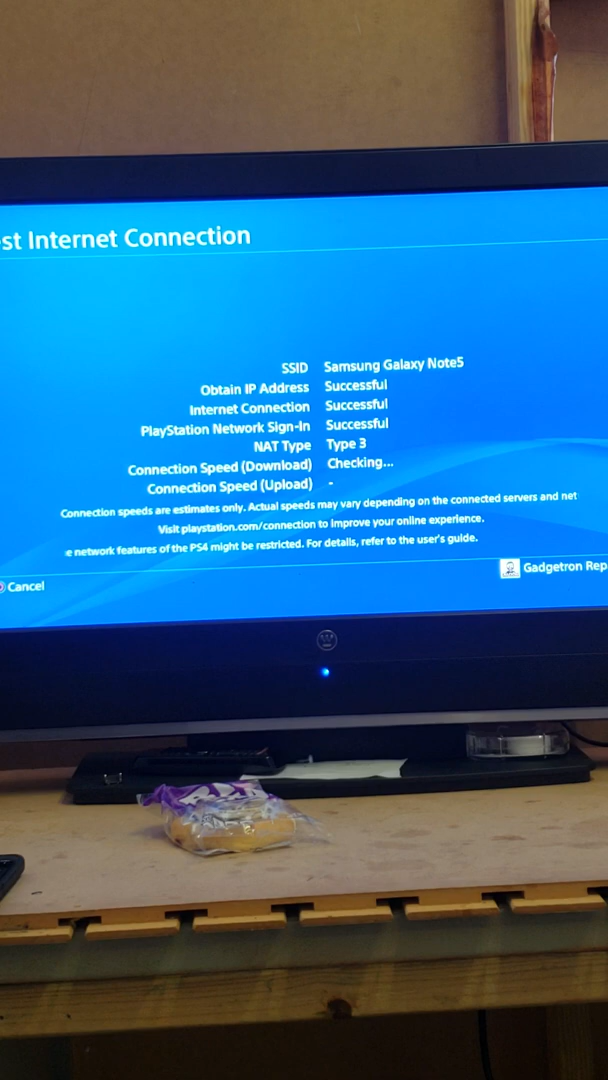 st Internet Connection
SSID Samsung Galaxy Note5
Obtain IP Address Successful
Internet Connection Successful
PlayStation Network Sign-In Successful
NAT Type Type 3
Connection Speed (Download) Checking...
Connection Speed (Upload) -
Connection speeds are estimates only. Actual speeds may vary depending on the connected servers and net
Visit playstation.com/connection to improve your online experience.
e network features of the PS4 might be restricted. For details, refer to the user's guide.
Gadgetron Rep
Cancel